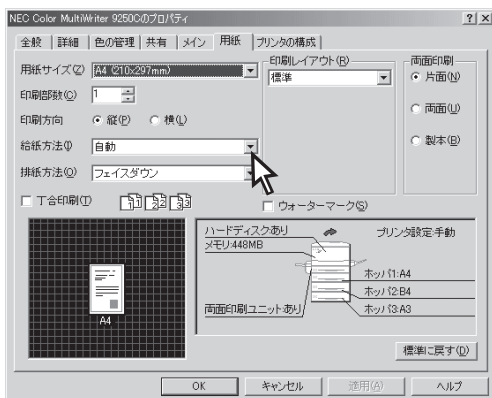 NEC Color MultiWriter 9250Cのプロパティ
全般 詳細 色の管理 共有 メイン 用紙 プリンタの構成
用紙サイズ(Z) A4 (210x297mm)
印刷部数(C) 1
印刷方向 縦(P) 横(L)
給紙方法(I) 自動
排紙方法(O) フェイスダウン
丁合印刷(T)
印刷レイアウト(R)
標準
両面印刷
片面(N)
両面(U)
製本(B)
ウォーターマーク(S)
A4
ハードディスクあり
メモリ:448MB
プリンタ設定:手動
ホッパ1:A4
ホッパ2:B4
ホッパ3:A3
両面印刷ユニットあり
標準に戻す(D)
OK キャンセル 適用(A) ヘルプ